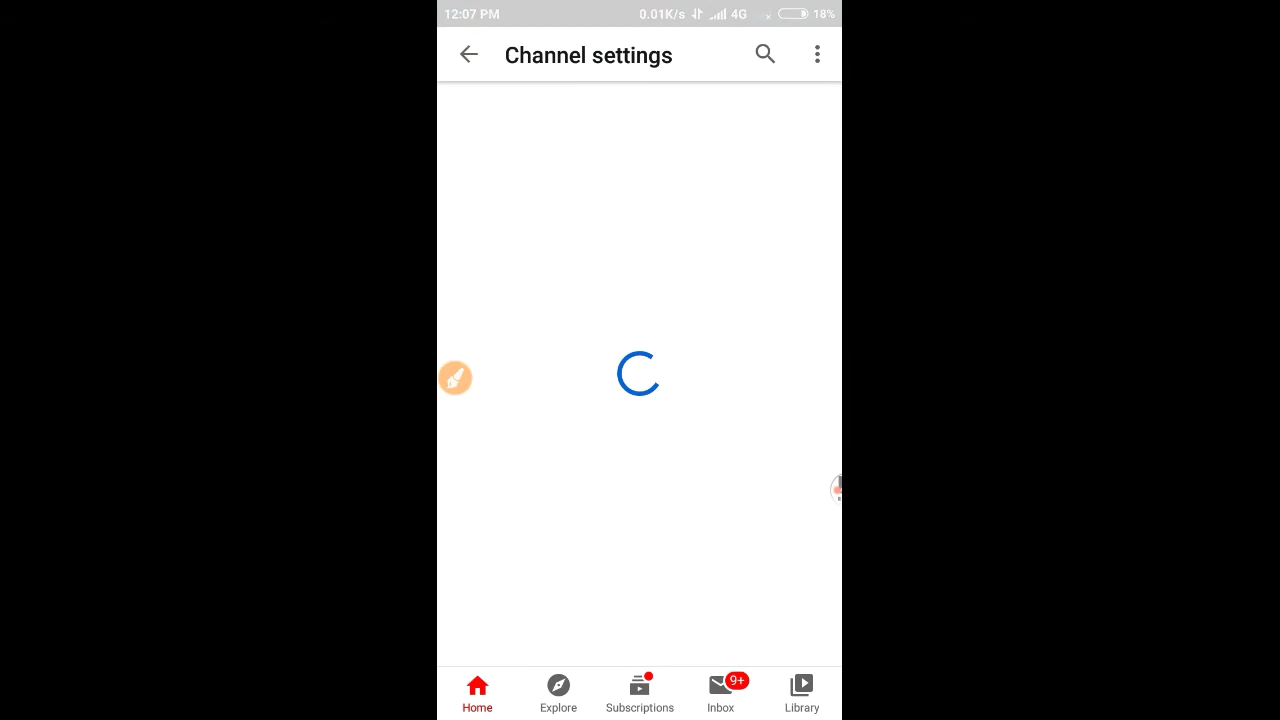 12:07 PM 0.01K/s 4G 18%
Channel settings
9+
Home Explore Subscriptions Inbox Library